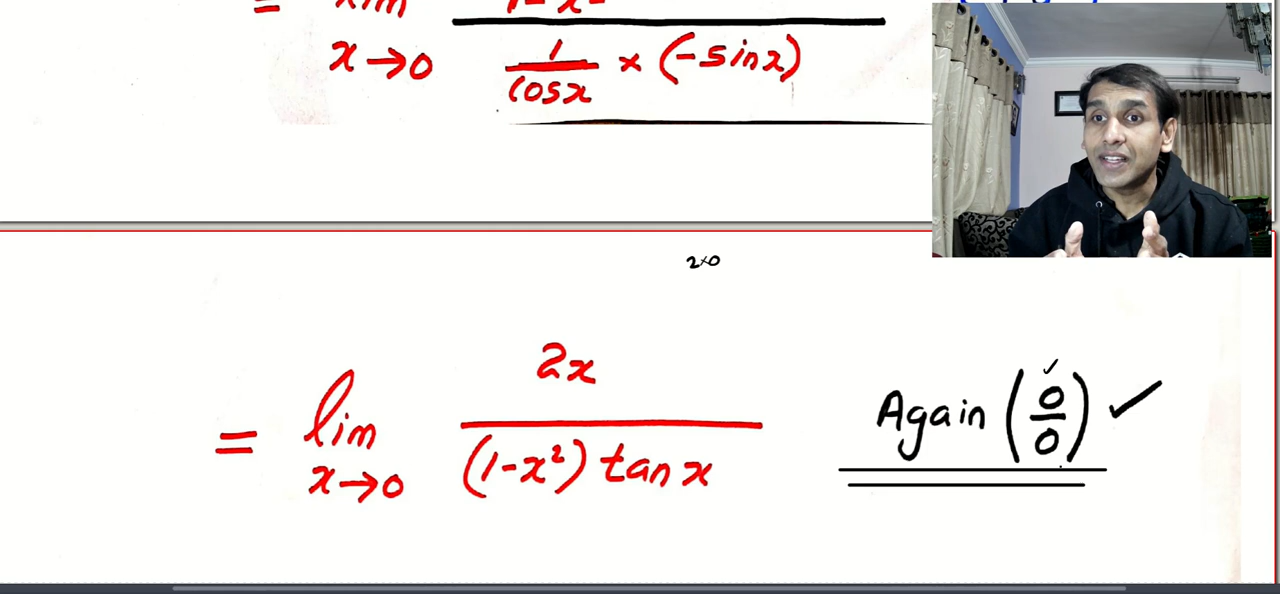 = lim
x→0 1/cosx × (-sinx)
2×0
= lim x→0 2x/(1-x²) tan x
Again (0/0) ✓